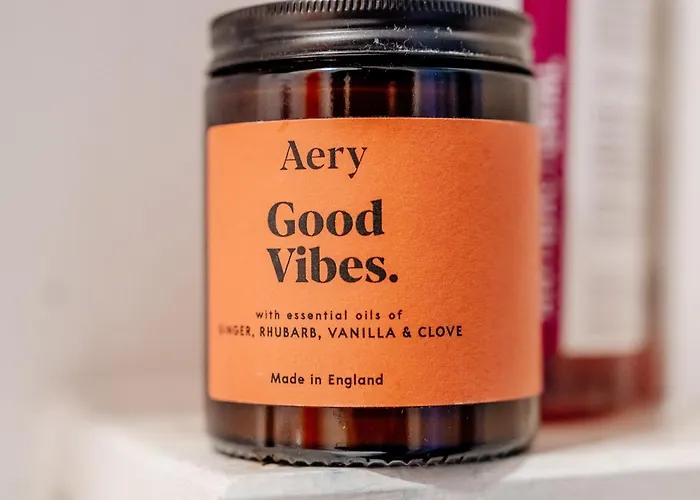 Aery
Good
Vibes.
with essential oils of
GINGER, RHUBARB, VANILLA & CLOVE
Made in England